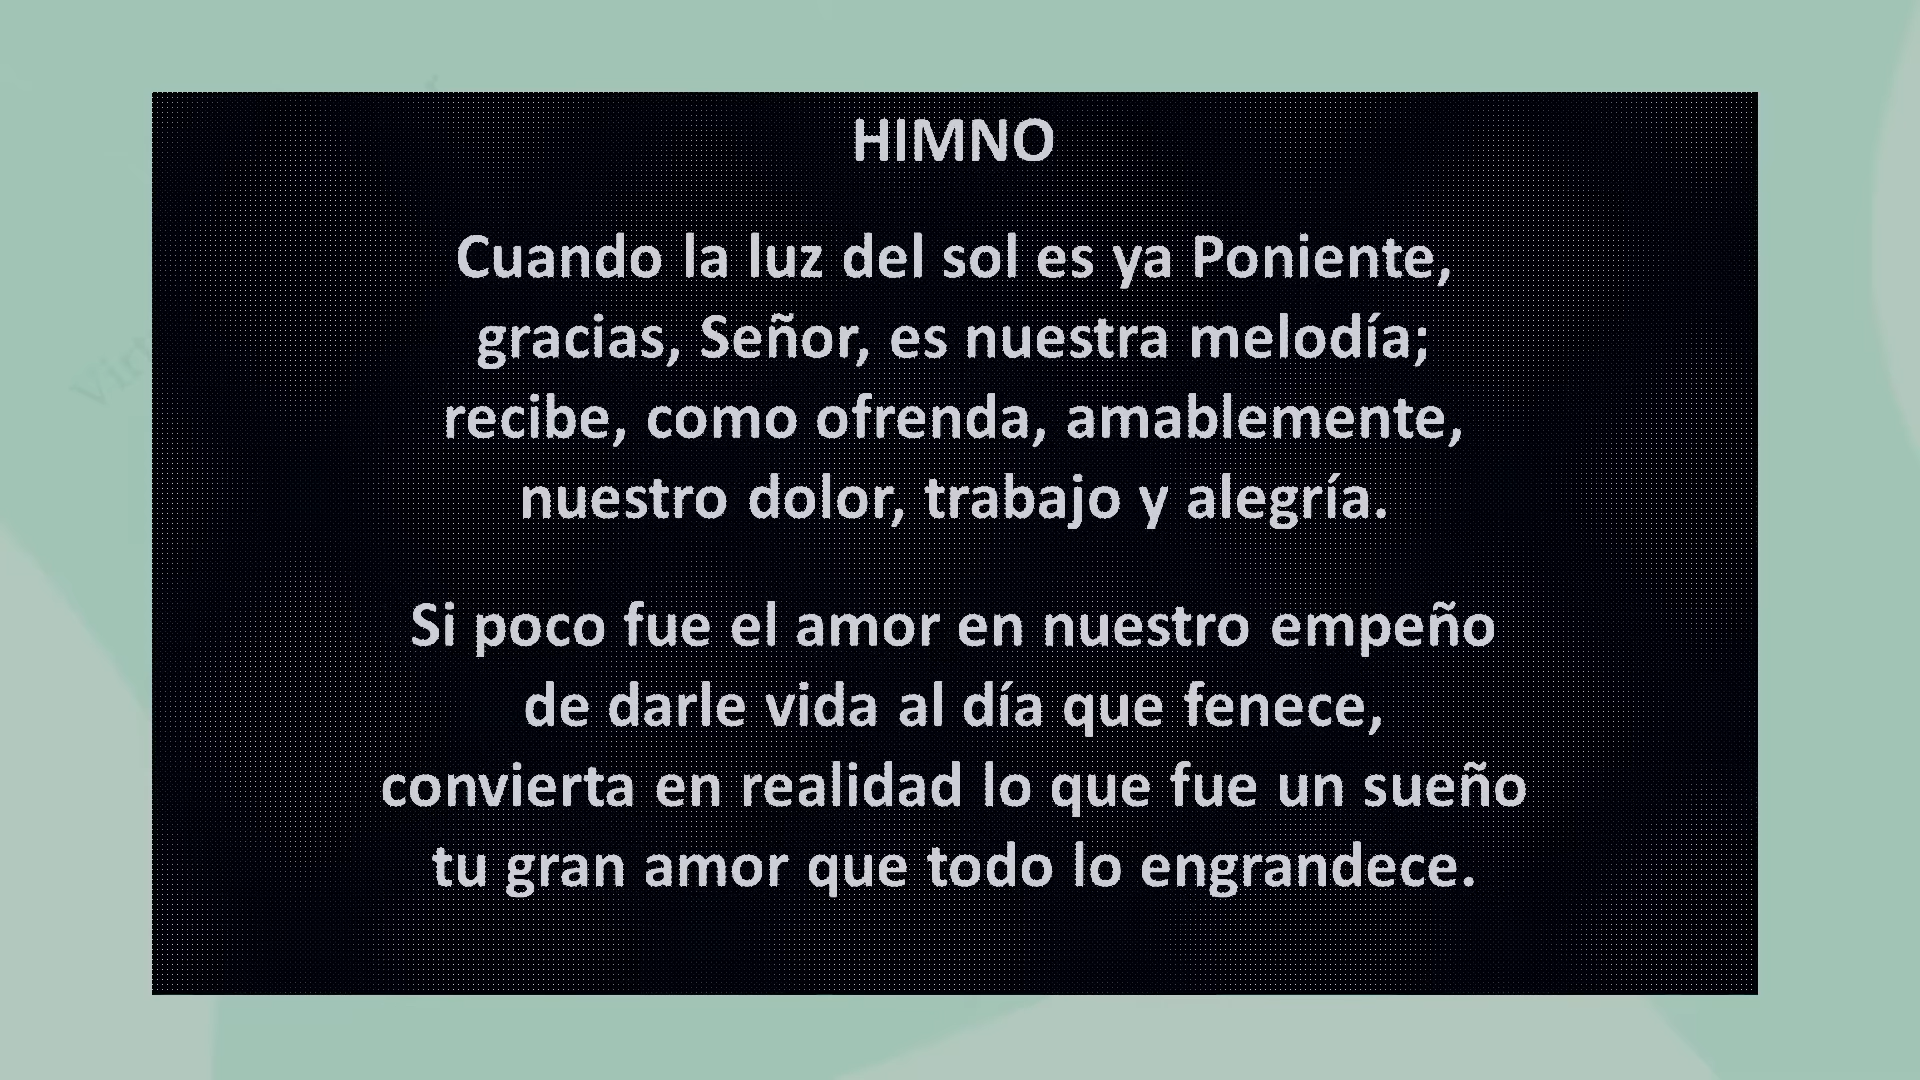 HIMNO
Cuando la luz del sol es ya Poniente,
gracias, Señor, es nuestra melodía;
recibe, como ofrenda, amablemente,
nuestro dolor, trabajo y alegría.
Si poco fue el amor en nuestro empeño
de darle vida al día que fenece,
convierta en realidad lo que fue un sueño
tu gran amor que todo lo engrandece.